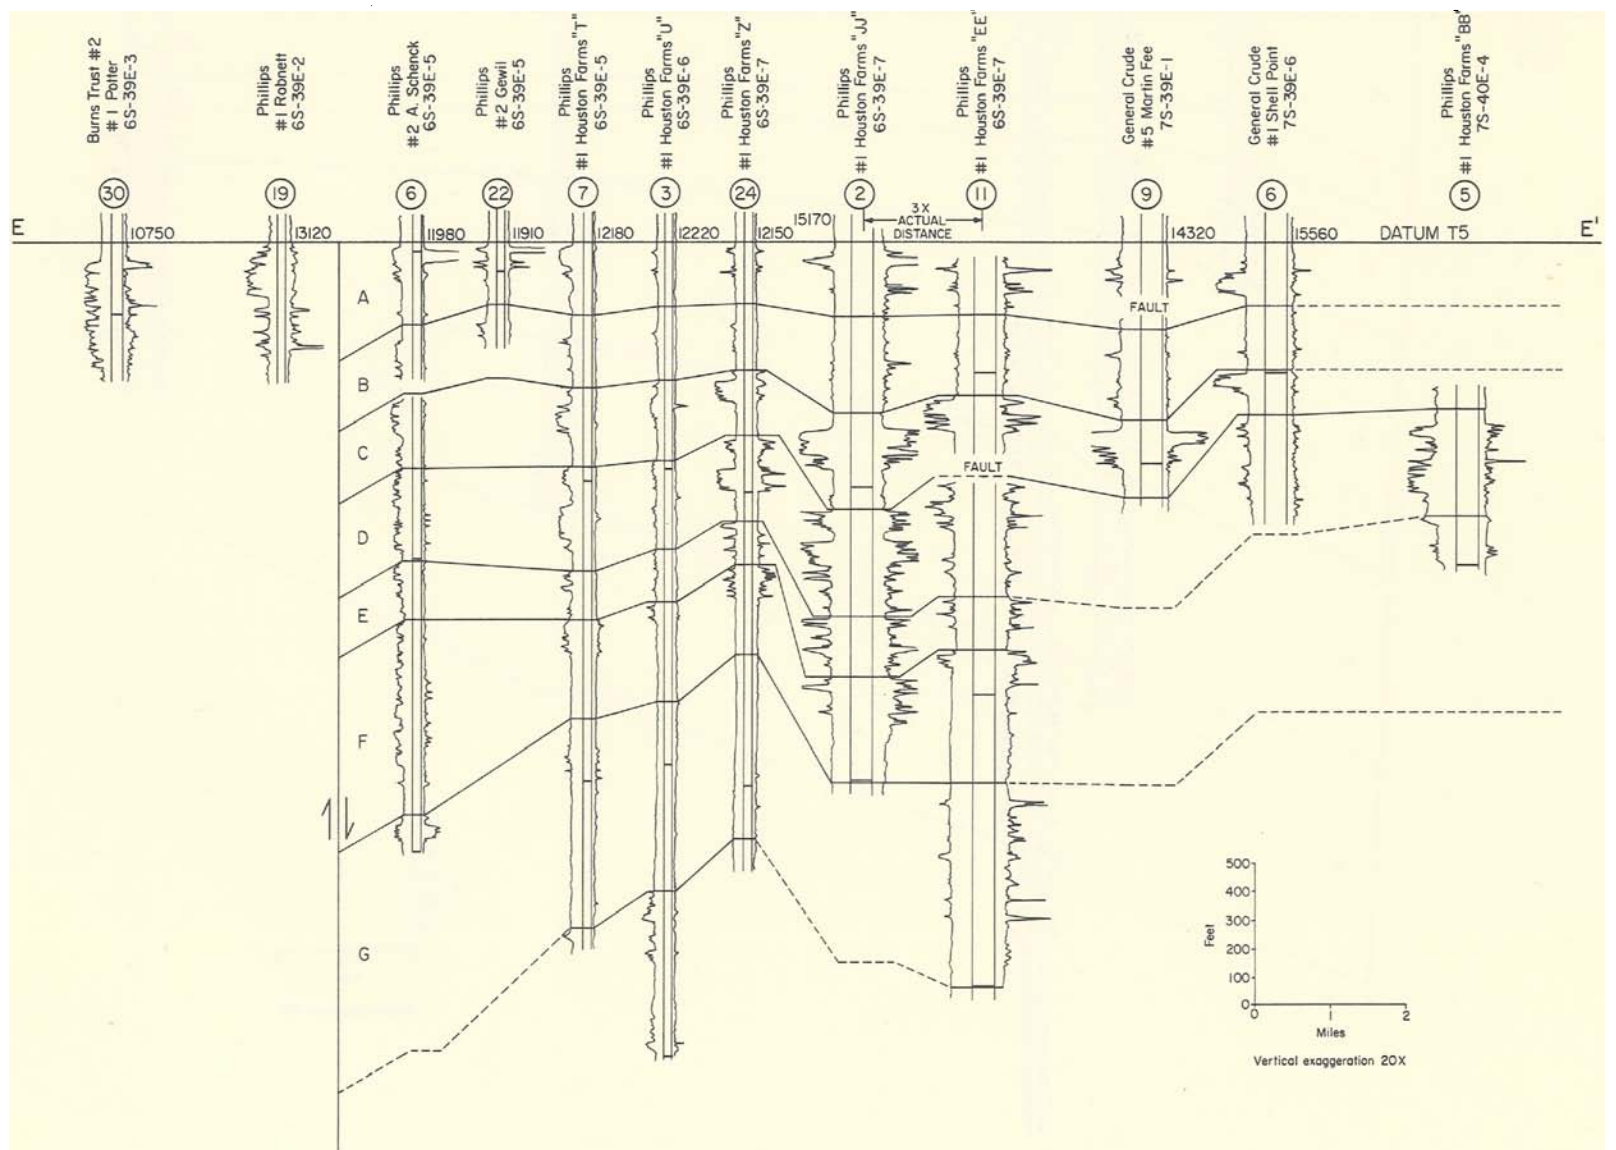 Burns Trust #2
#1 Potter
6S-39E-3
Phillips
#1 Robnett
6S-39E-2
Phillips
#2 A. Schenck
6S-39E-5
Phillips
#2 Gewil
6S-39E-5
Phillips
#1 Houston Farms "T"
6S-39E-5
Phillips
#1 Houston Farms "U"
6S-39E-6
Phillips
#1 Houston Farms "Z"
6S-39E-7
Phillips
#1 Houston Farms "JJ"
6S-39E-7
Phillips
#1 Houston Farms "EE"
6S-39E-7
General Crude
#5 Martin Fee
7S-39E-1
General Crude
#1 Shell Point
7S-39E-6
Phillips
#1 Houston Farms "BB"
7S-40E-4
30
19
6
22
7
3
24
2
11
9
6
5
E
10750
13120
11980
11910
12180
12220
12150
15170
3X
ACTUAL
DISTANCE
14320
15560
DATUM T5
E'
A
FAULT
B
C
FAULT
D
E
F
G
Feet
500
400
300
200
100
0
0
1
2
Miles
Vertical exaggeration 20X